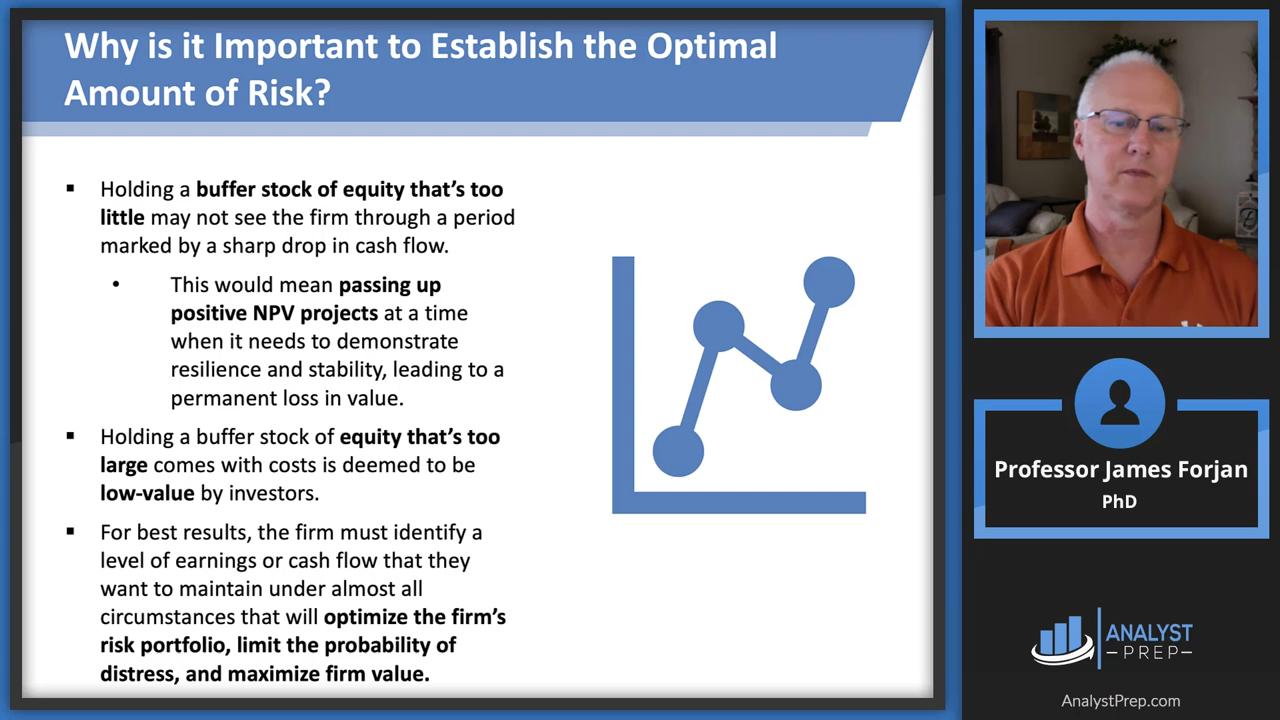 Why is it Important to Establish the Optimal
Amount of Risk?
▪ Holding a buffer stock of equity that's too
little may not see the firm through a period
marked by a sharp drop in cash flow.
• This would mean passing up
positive NPV projects at a time
when it needs to demonstrate
resilience and stability, leading to a
permanent loss in value.
▪ Holding a buffer stock of equity that's too
large comes with costs is deemed to be
low-value by investors.
▪ For best results, the firm must identify a
level of earnings or cash flow that they
want to maintain under almost all
circumstances that will optimize the firm's
risk portfolio, limit the probability of
distress, and maximize firm value.
Professor James Forjan
PhD
ANALYST
PREP
AnalystPrep.com